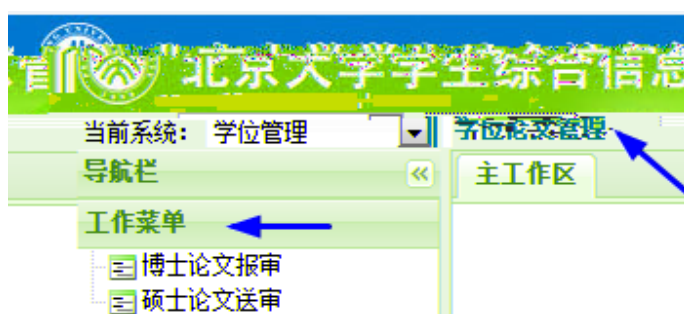 北京大学学生综合信息
当前系统： 学位管理
学位论文管理
导航栏
主工作区
工作菜单
博士论文报审
硕士论文送审